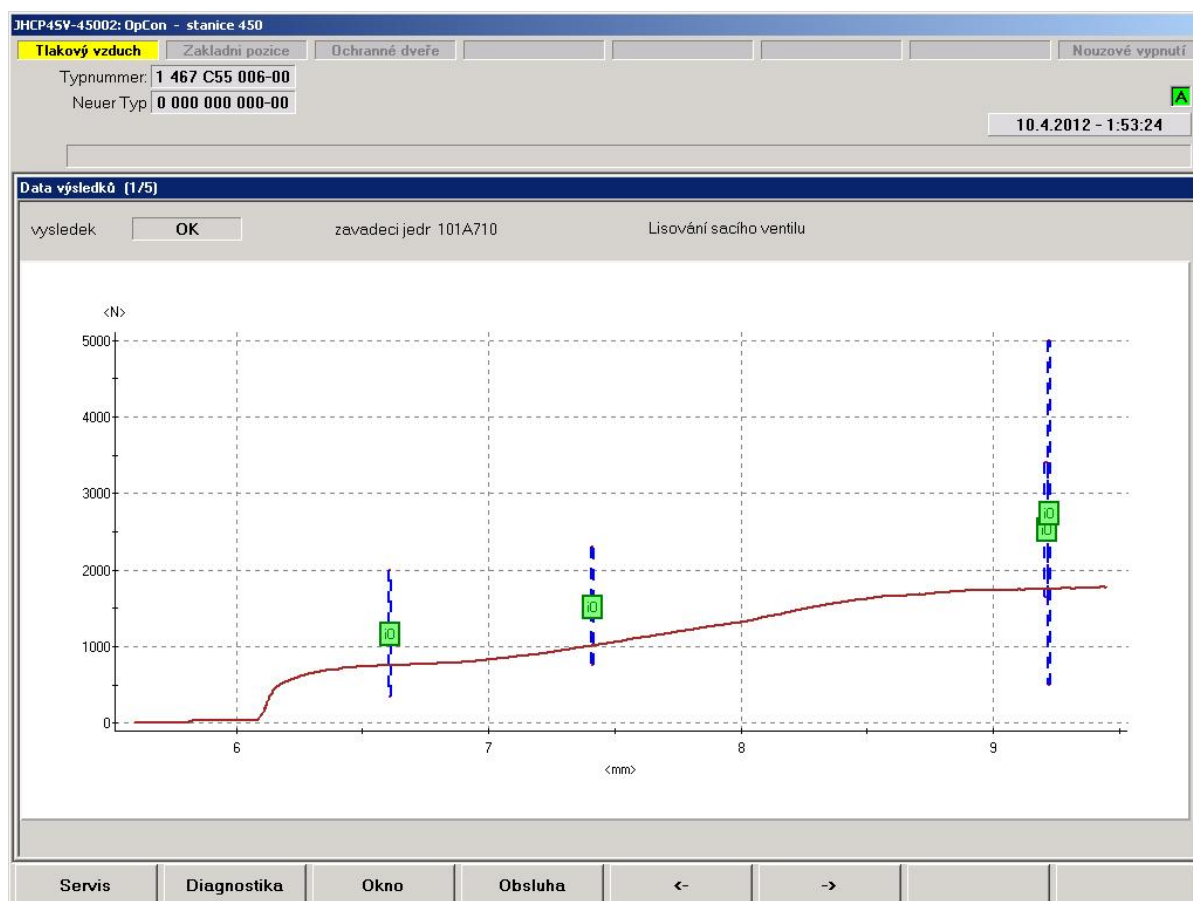 JHCP4SV-45002: OpCon - stanice 450
Tlakový vzduch Zakladni pozice Ochranné dveře Nouzové vypnutí
Typnummer: 1 467 C55 006-00
Neuer Typ 0 000 000 000-00
A
10.4.2012 - 1:53:24
Data výsledků (1/5)
vysledek OK zavadeci jedr 101A710 Lisování sacího ventilu
<N>
5000
4000
3000
i0
i0
2000
i0
i0
1000
0
6 7 8 9
<mm>
Servis Diagnostika Okno Obsluha <- ->